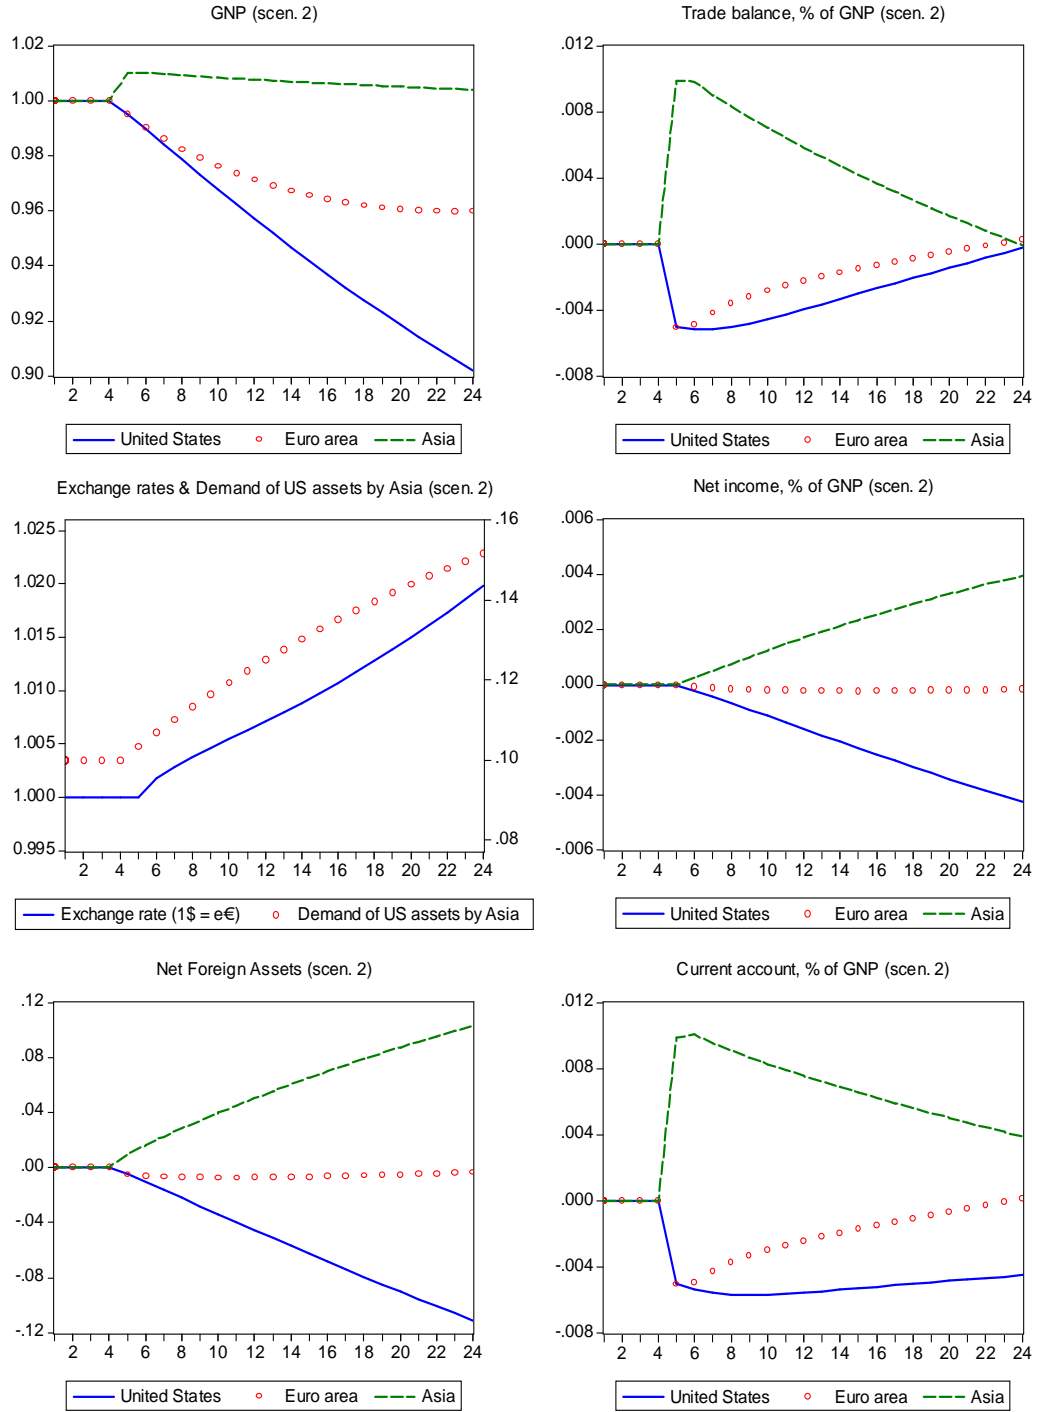 GNP (scen. 2)
1.02
1.00
0.98
0.96
0.94
0.92
0.90
2 4 6 8 10 12 14 16 18 20 22 24
United States Euro area Asia
Trade balance, % of GNP (scen. 2)
.012
.008
.004
.000
-.004
-.008
2 4 6 8 10 12 14 16 18 20 22 24
United States Euro area Asia
Exchange rates & Demand of US assets by Asia (scen. 2)
1.025
1.020
1.015
1.010
1.005
1.000
0.995
.16
.14
.12
.10
.08
2 4 6 8 10 12 14 16 18 20 22 24
Exchange rate (1$ = e€) Demand of US assets by Asia
Net income, % of GNP (scen. 2)
.006
.004
.002
.000
-.002
-.004
-.006
2 4 6 8 10 12 14 16 18 20 22 24
United States Euro area Asia
Net Foreign Assets (scen. 2)
.12
.08
.04
.00
-.04
-.08
-.12
2 4 6 8 10 12 14 16 18 20 22 24
United States Euro area Asia
Current account, % of GNP (scen. 2)
.012
.008
.004
.000
-.004
-.008
2 4 6 8 10 12 14 16 18 20 22 24
United States Euro area Asia